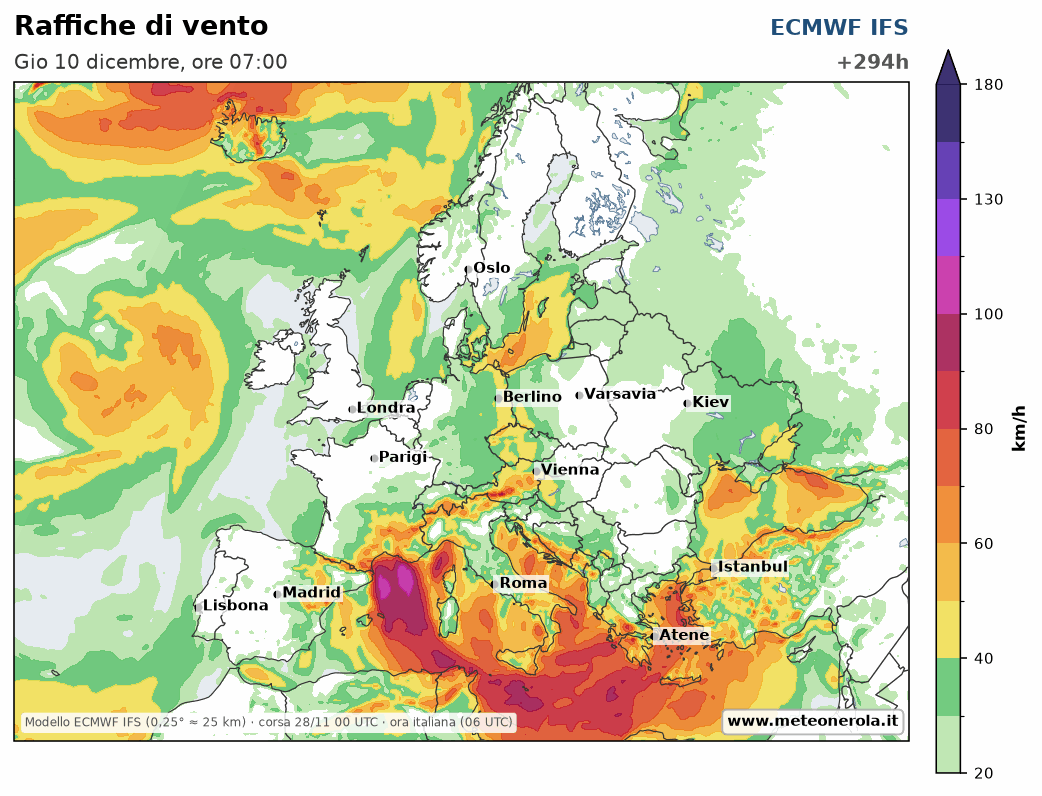 Raffiche di vento
ECMWF IFS
Gio 10 dicembre, ore 07:00
+294h
180
130
100
80
60
40
20
km/h
Oslo
Londra
Berlino
Varsavia
Kiev
Parigi
Vienna
Istanbul
Roma
Madrid
Lisbona
Atene
Modello ECMWF IFS (0,25° ≈ 25 km) · corsa 28/11 00 UTC · ora italiana (06 UTC)
www.meteonerola.it